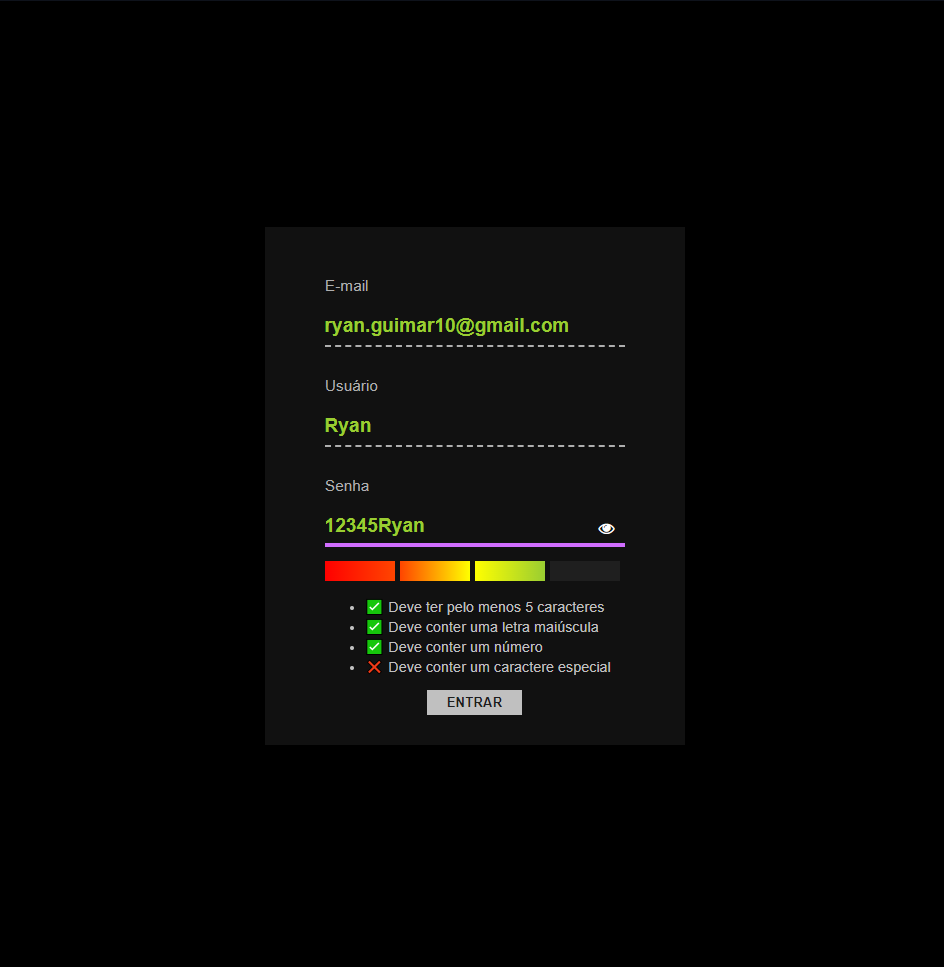 E-mail
ryan.guimar10@gmail.com
Usuário
Ryan
Senha
12345Ryan
✅ Deve ter pelo menos 5 caracteres
✅ Deve conter uma letra maiúscula
✅ Deve conter um número
❌ Deve conter um caractere especial
ENTRAR